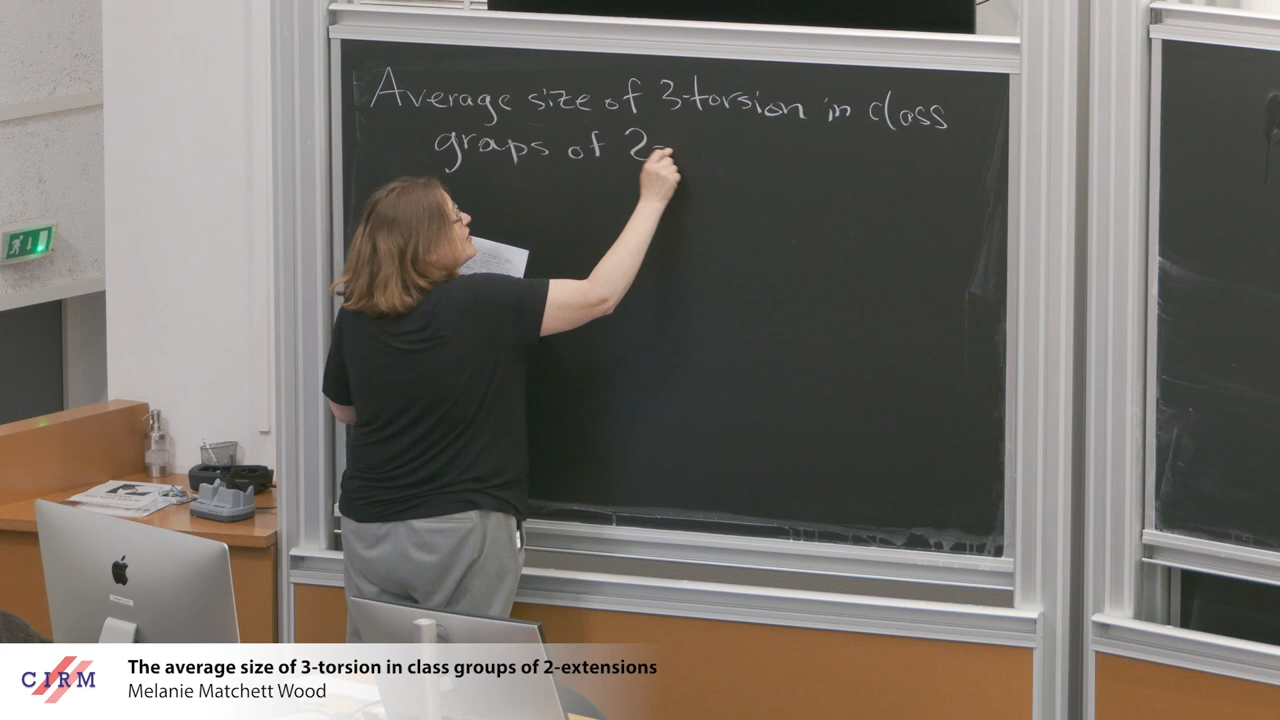 Average size of 3-torsion in class
graps of 2-
CIRM
The average size of 3-torsion in class groups of 2-extensions
Melanie Matchett Wood